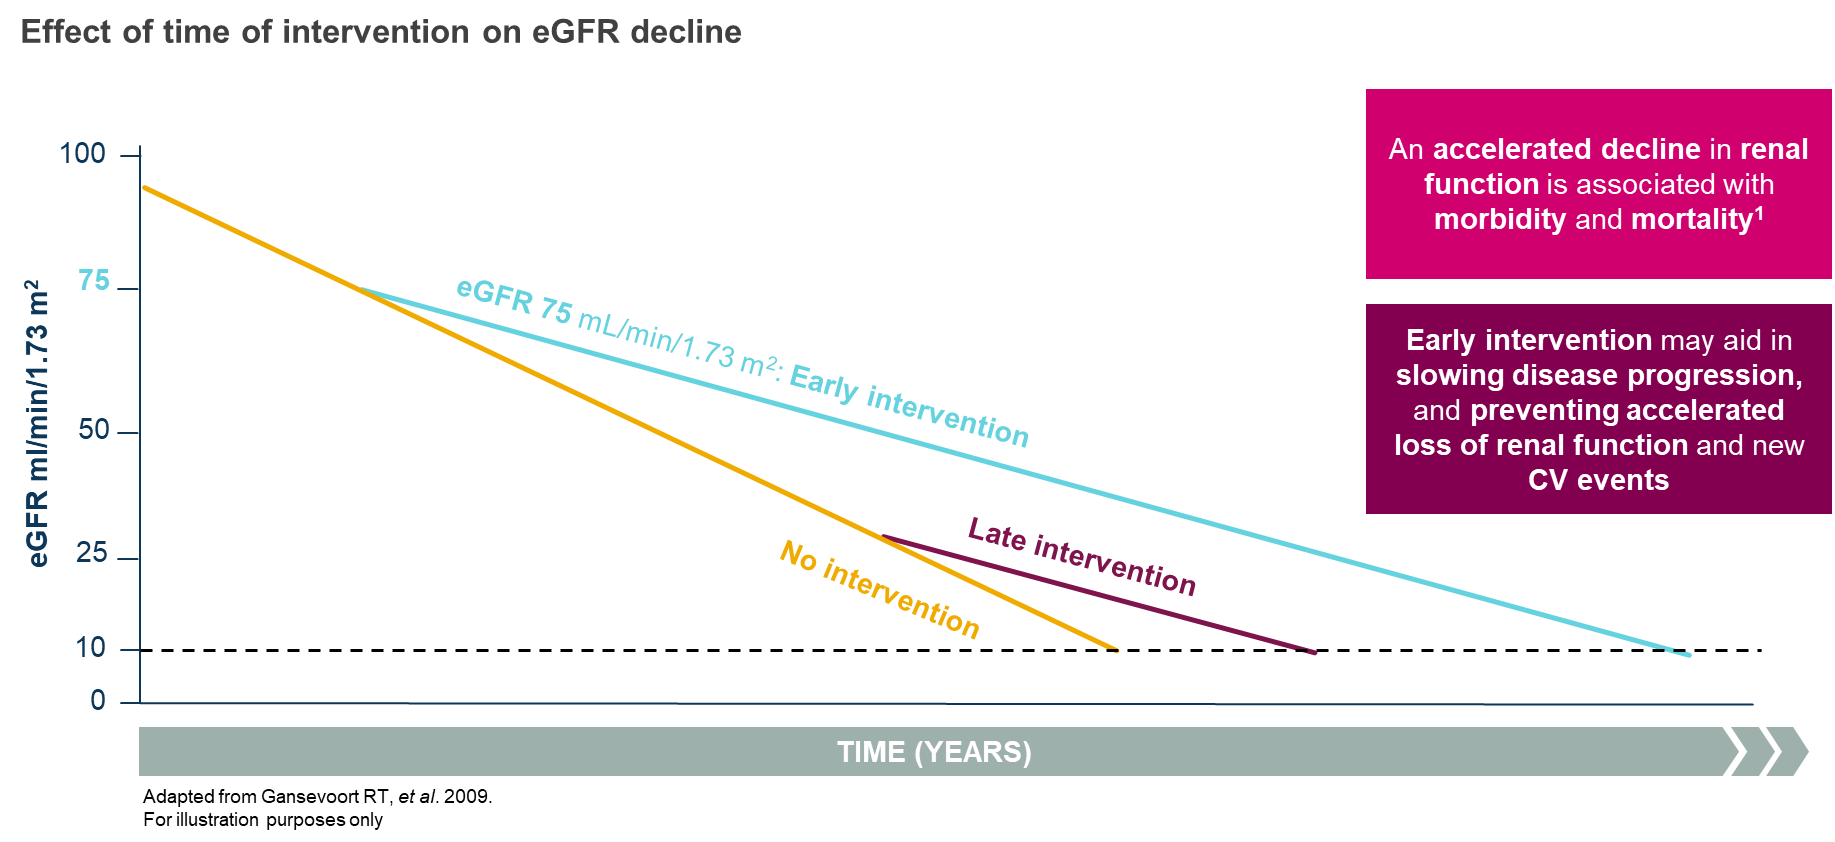 Effect of time of intervention on eGFR decline
An accelerated decline in renal
function is associated with
morbidity and mortality¹
Early intervention may aid in
slowing disease progression,
and preventing accelerated
loss of renal function and new
CV events
eGFR ml/min/1.73 m²
100
75
50
25
10
0
eGFR 75 mL/min/1.73 m²: Early intervention
Late intervention
No intervention
TIME (YEARS)
Adapted from Gansevoort RT, et al. 2009.
For illustration purposes only